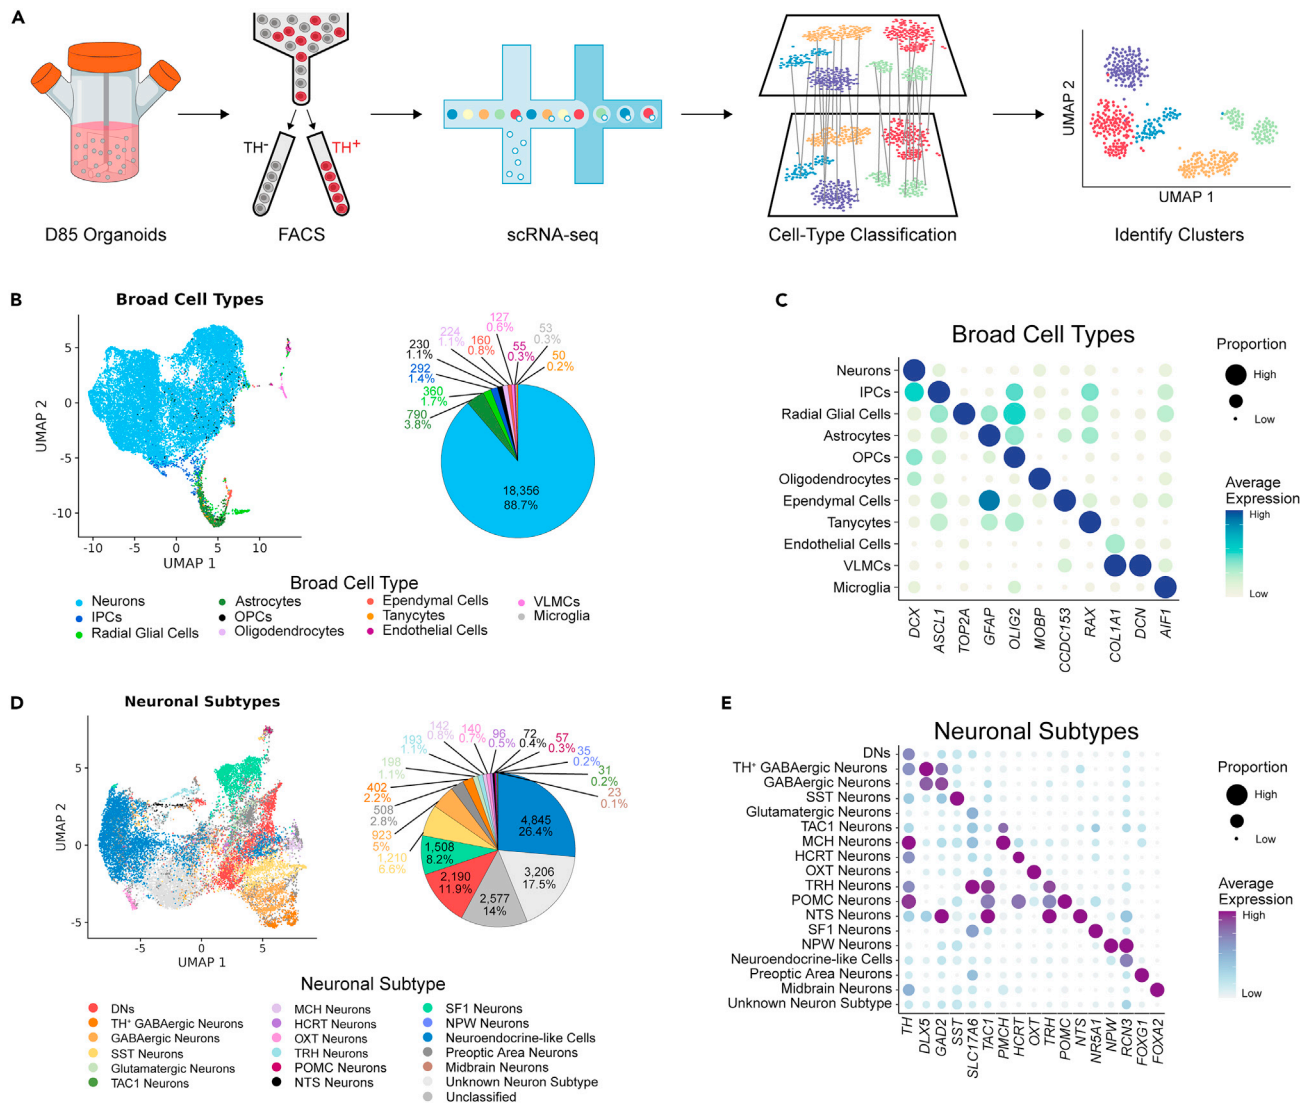 A
TH-
TH+
UMAP 2
UMAP 1
D85 Organoids
FACS
scRNA-seq
Cell-Type Classification
Identify Clusters
B
Broad Cell Types
UMAP 2
5
0
-5
-10
-10
-5
0
5
10
UMAP 1
790
3.8%
360
1.7%
292
1.4%
230
1.1%
224
1.1%
160
0.8%
127
0.6%
55
0.3%
53
0.3%
50
0.2%
18,356
88.7%
Broad Cell Type
Neurons
IPCs
Radial Glial Cells
Astrocytes
OPCs
Oligodendrocytes
Ependymal Cells
Tanycytes
Endothelial Cells
VLMCs
Microglia
C
Broad Cell Types
Neurons
IPCs
Radial Glial Cells
Astrocytes
OPCs
Oligodendrocytes
Ependymal Cells
Tanycytes
Endothelial Cells
VLMCs
Microglia
DCX
ASCL1
TOP2A
GFAP
OLIG2
MOBP
CCDC153
RAX
COL1A1
DCN
AIF1
Proportion
High
Low
Average
Expression
High
Low
D
Neuronal Subtypes
UMAP 2
5
0
-5
-5
0
5
UMAP 1
4,845
26.4%
3,206
17.5%
2,577
14%
2,190
11.9%
1,508
8.2%
1,210
6.6%
923
5%
508
2.8%
402
2.2%
198
1.1%
193
1.1%
142
0.8%
140
0.7%
96
0.5%
72
0.4%
57
0.3%
35
0.2%
31
0.2%
23
0.1%
Neuronal Subtype
DNs
TH+ GABAergic Neurons
GABAergic Neurons
SST Neurons
Glutamatergic Neurons
TAC1 Neurons
MCH Neurons
HCRT Neurons
OXT Neurons
TRH Neurons
POMC Neurons
NTS Neurons
SF1 Neurons
NPW Neurons
Neuroendocrine-like Cells
Preoptic Area Neurons
Midbrain Neurons
Unknown Neuron Subtype
Unclassified
E
Neuronal Subtypes
DNs
TH+ GABAergic Neurons
GABAergic Neurons
SST Neurons
Glutamatergic Neurons
TAC1 Neurons
MCH Neurons
HCRT Neurons
OXT Neurons
TRH Neurons
POMC Neurons
NTS Neurons
SF1 Neurons
NPW Neurons
Neuroendocrine-like Cells
Preoptic Area Neurons
Midbrain Neurons
Unknown Neuron Subtype
TH
DLX5
GAD2
SST
SLC17A6
TAC1
PMCH
HCRT
OXT
TRH
POMC
NTS
NR5A1
NPW
RCN3
FOXG1
FOXA2
Proportion
High
Low
Average
Expression
High
Low